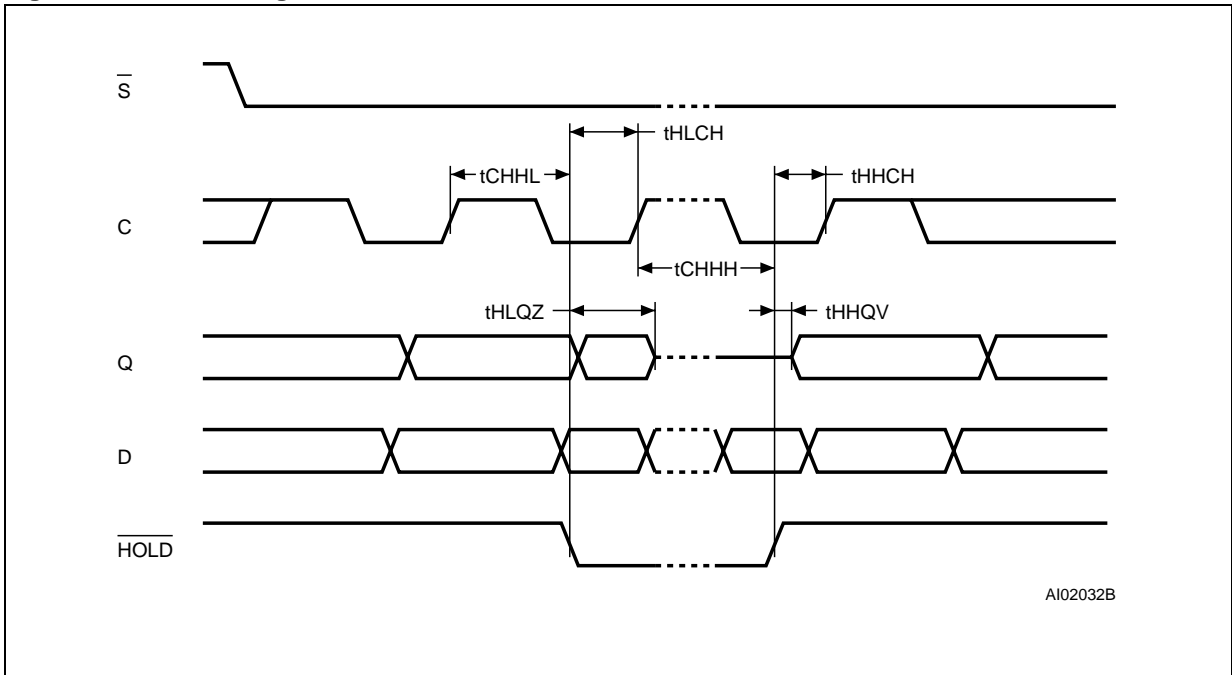 S
tHLCH
tCHHL
tHHCH
C
tCHHH
tHLQZ
tHHQV
Q
D
HOLD
AI02032B